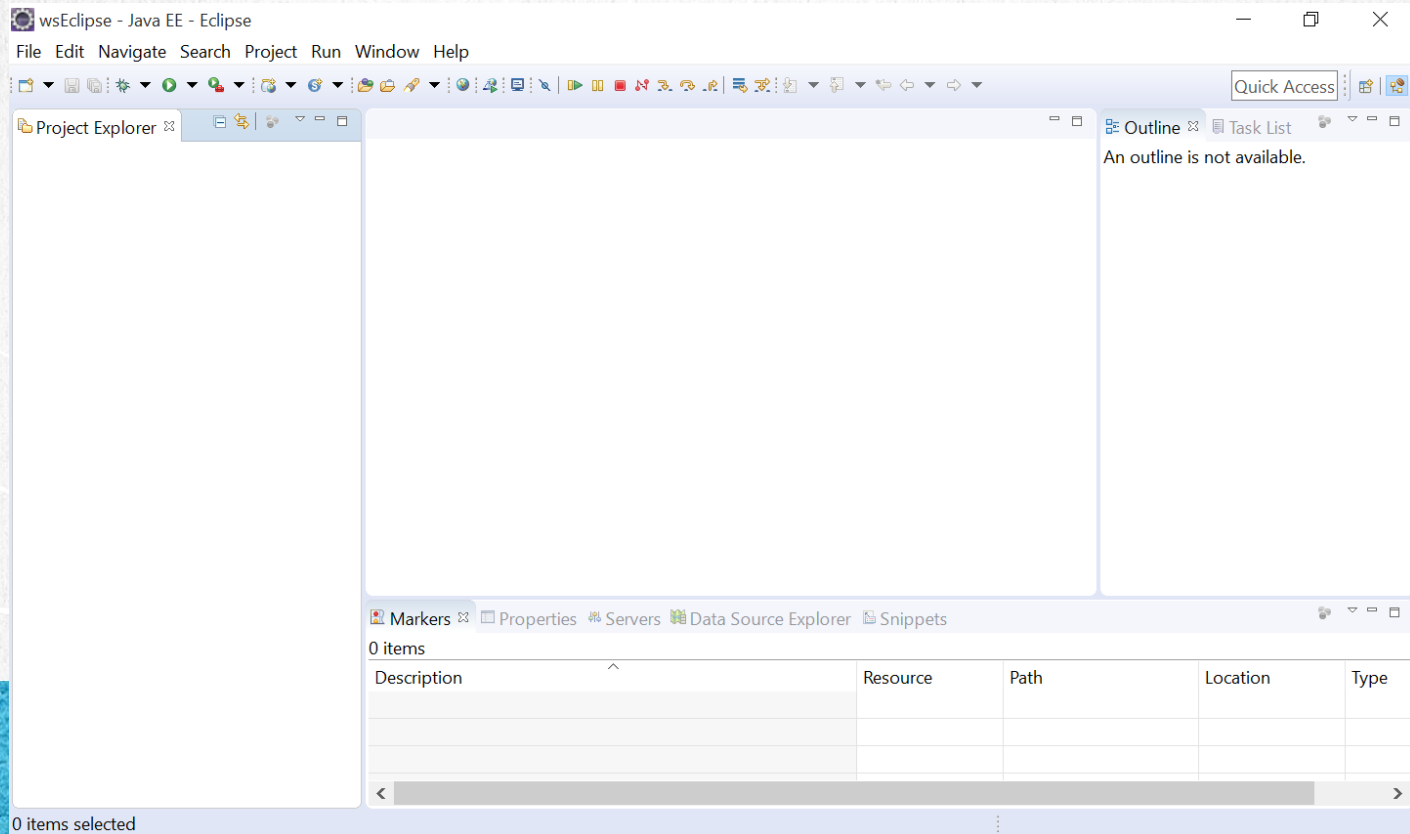 wsEclipse - Java EE - Eclipse
File Edit Navigate Search Project Run Window Help
Quick Access
Project Explorer
Outline Task List
An outline is not available.
Markers Properties Servers Data Source Explorer Snippets
0 items
Description Resource Path Location Type
0 items selected